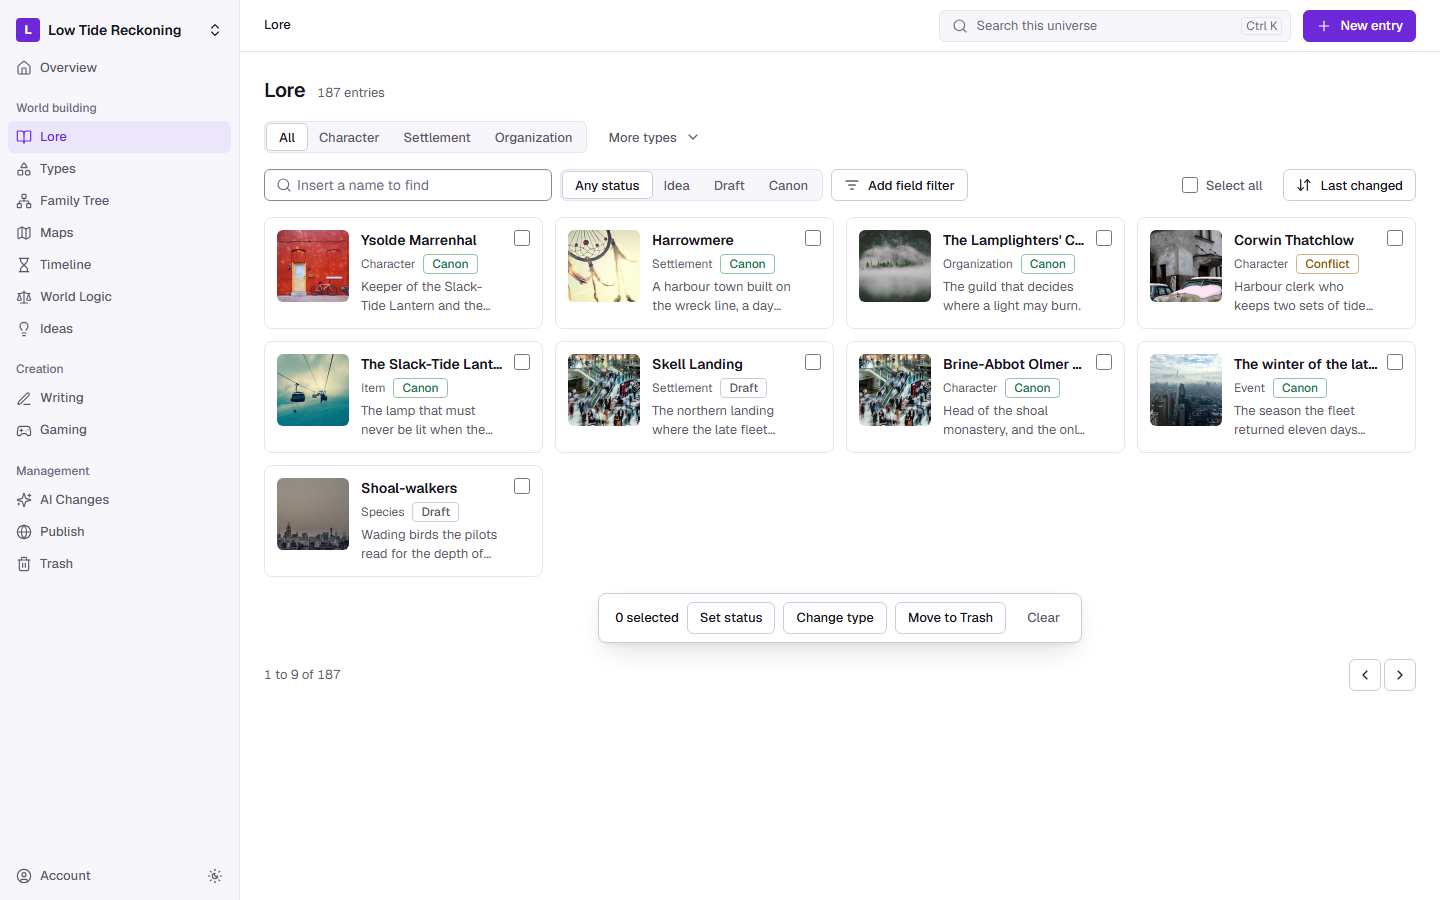 L Low Tide Reckoning
Overview
World building
Lore
Types
Family Tree
Maps
Timeline
World Logic
Ideas
Creation
Writing
Gaming
Management
AI Changes
Publish
Trash
Account
Lore
Search this universe Ctrl K
New entry
Lore 187 entries
All Character Settlement Organization More types
Insert a name to find
Any status Idea Draft Canon
Add field filter
Select all
Last changed
Ysolde Marrenhal
Character Canon
Keeper of the Slack-
Tide Lantern and the…
Harrowmere
Settlement Canon
A harbour town built on
the wreck line, a day…
The Lamplighters' C…
Organization Canon
The guild that decides
where a light may burn.
Corwin Thatchlow
Character Conflict
Harbour clerk who
keeps two sets of tide…
The Slack-Tide Lant…
Item Canon
The lamp that must
never be lit when the…
Skell Landing
Settlement Draft
The northern landing
where the late fleet…
Brine-Abbot Olmer …
Character Canon
Head of the shoal
monastery, and the onl…
The winter of the lat…
Event Canon
The season the fleet
returned eleven days…
Shoal-walkers
Species Draft
Wading birds the pilots
read for the depth of…
0 selected Set status Change type Move to Trash Clear
1 to 9 of 187